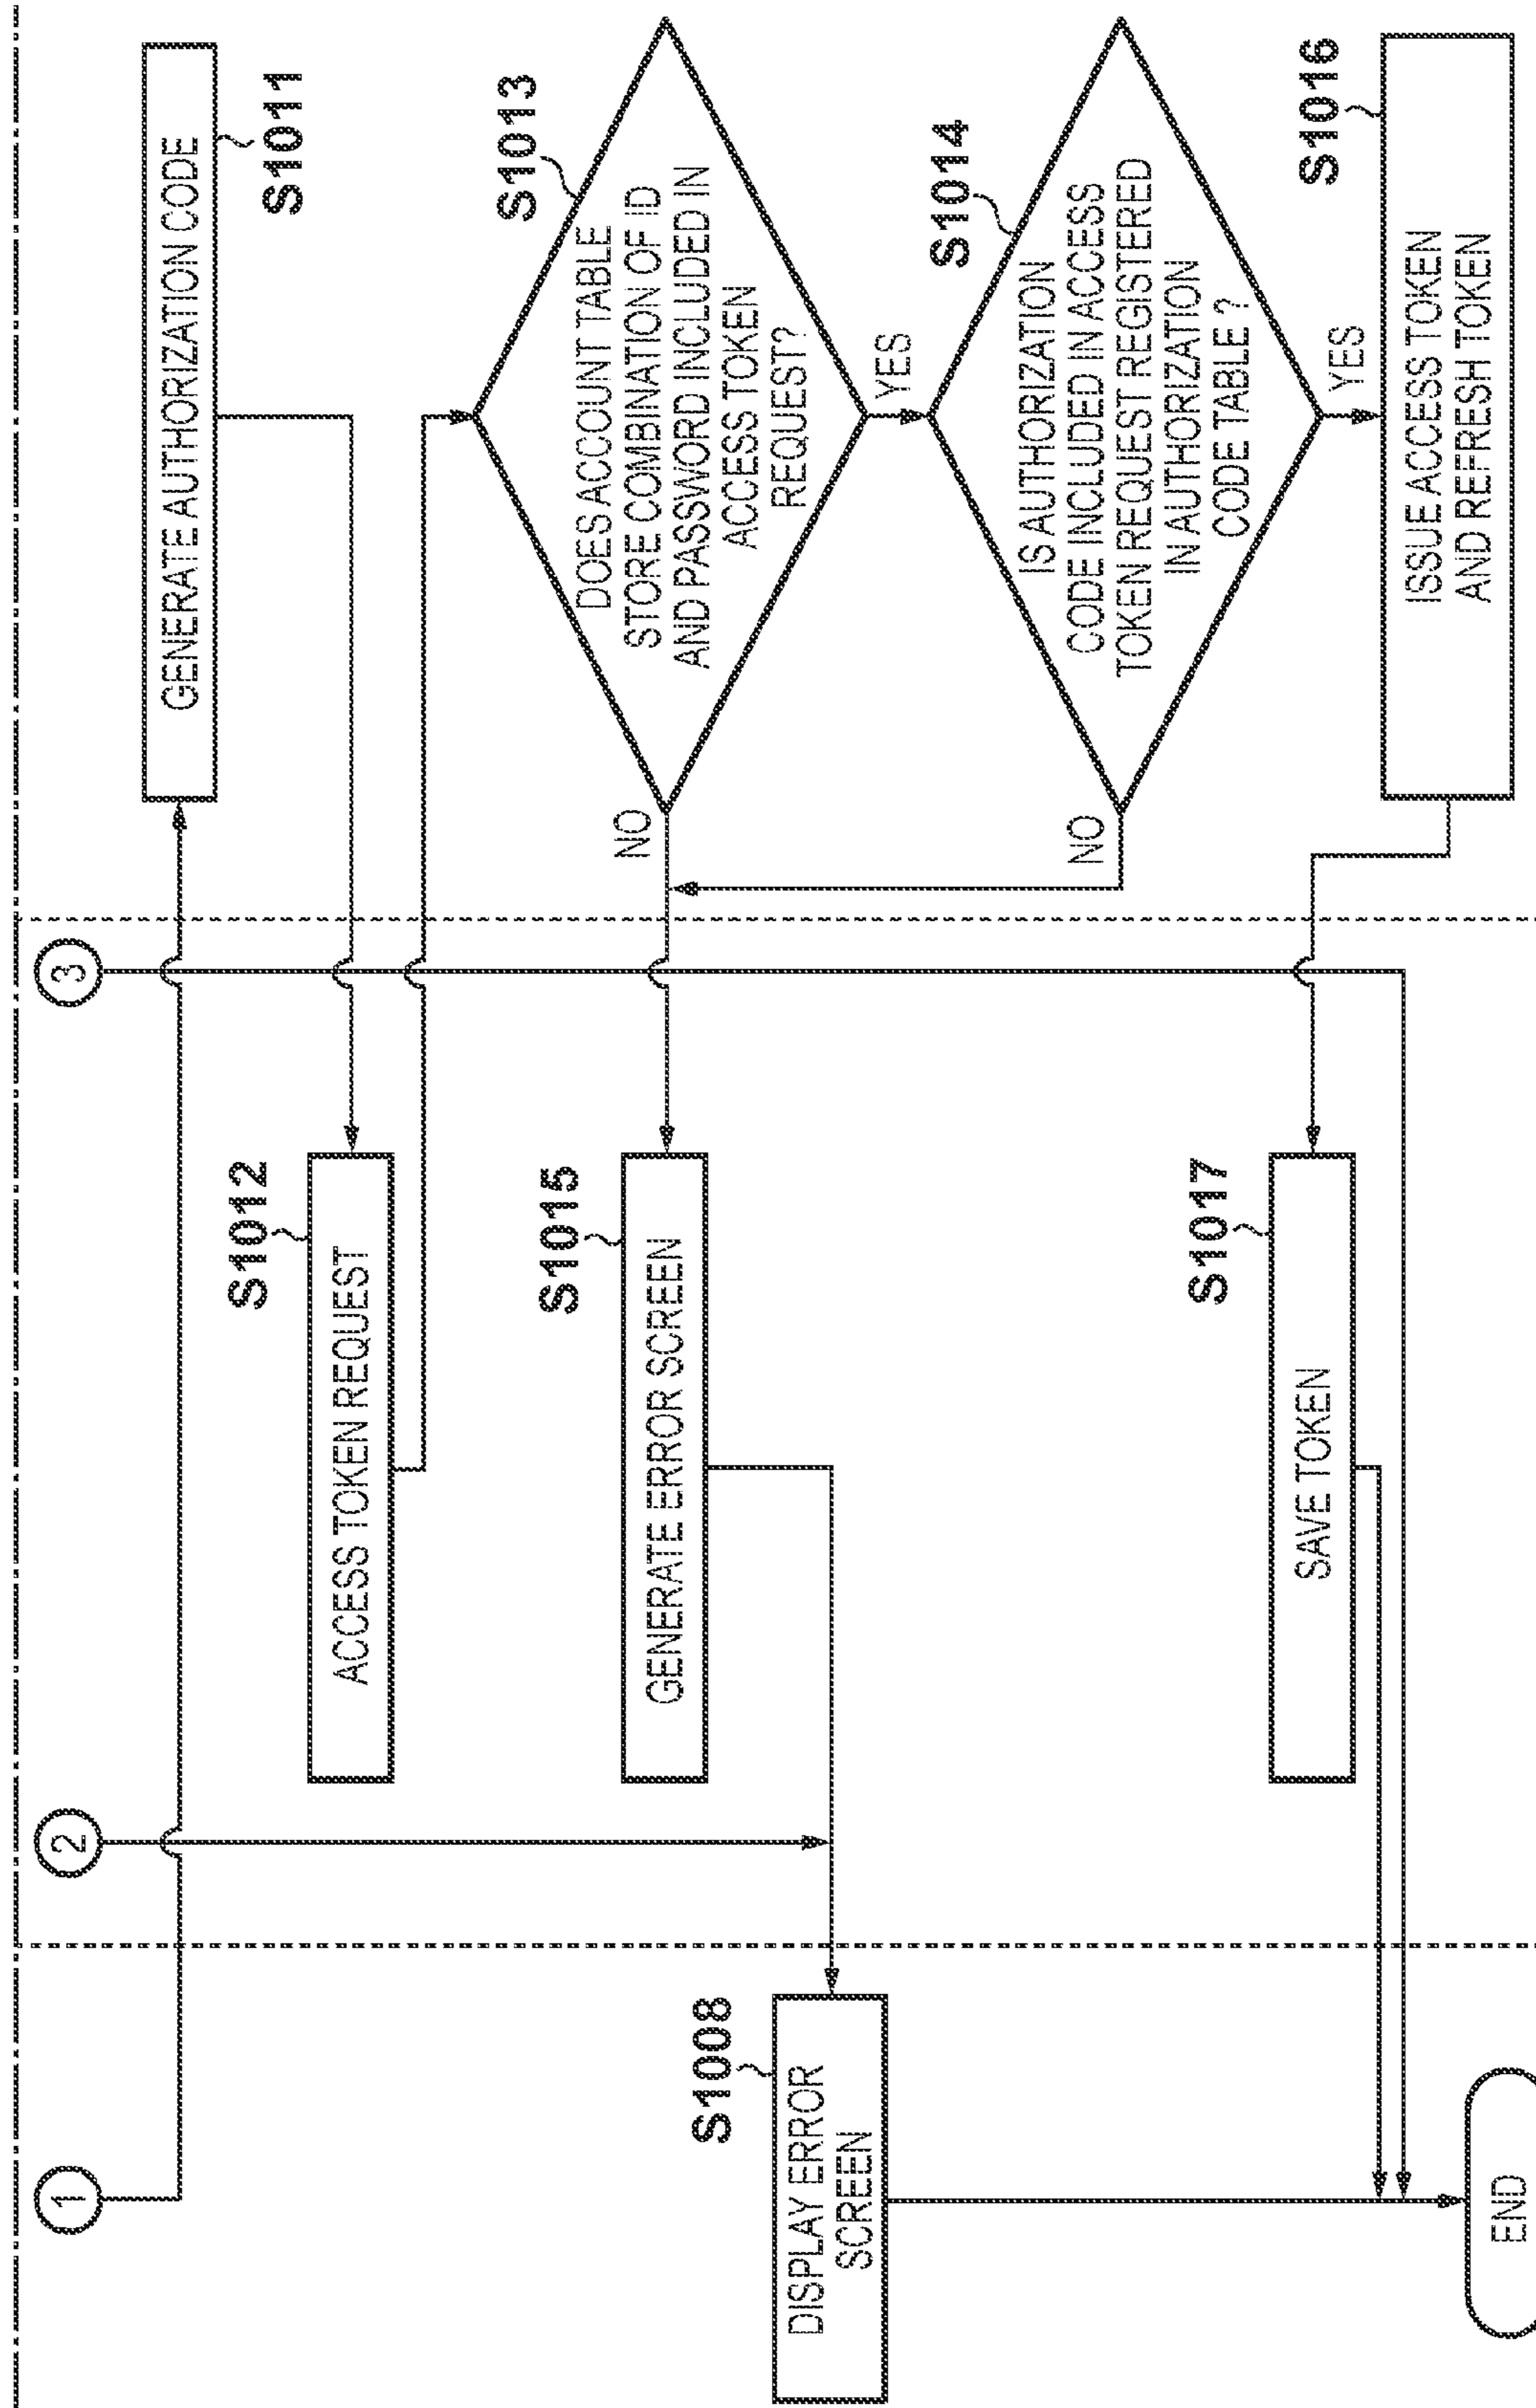 1
2
3
GENERATE AUTHORIZATION CODE
S1011
S1012
ACCESS TOKEN REQUEST
S1013
DOES ACCOUNT TABLE
STORE COMBINATION OF ID
AND PASSWORD INCLUDED IN
ACCESS TOKEN
REQUEST?
NO
YES
S1015
GENERATE ERROR SCREEN
S1008
DISPLAY ERROR
SCREEN
S1014
IS AUTHORIZATION
CODE INCLUDED IN ACCESS
TOKEN REQUEST REGISTERED
IN AUTHORIZATION
CODE TABLE ?
NO
YES
S1016
ISSUE ACCESS TOKEN
AND REFRESH TOKEN
S1017
SAVE TOKEN
END